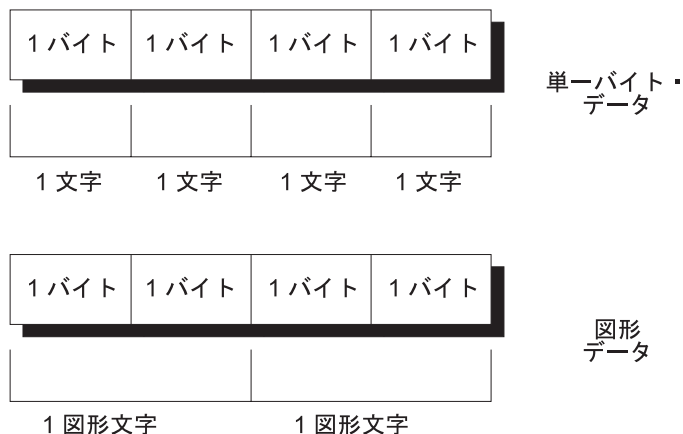 1 バイト 1 バイト 1 バイト 1 バイト
単一バイト・
データ
1 文字 1 文字 1 文字 1 文字
1 バイト 1 バイト 1 バイト 1 バイト
図形
データ
1 図形文字 1 図形文字